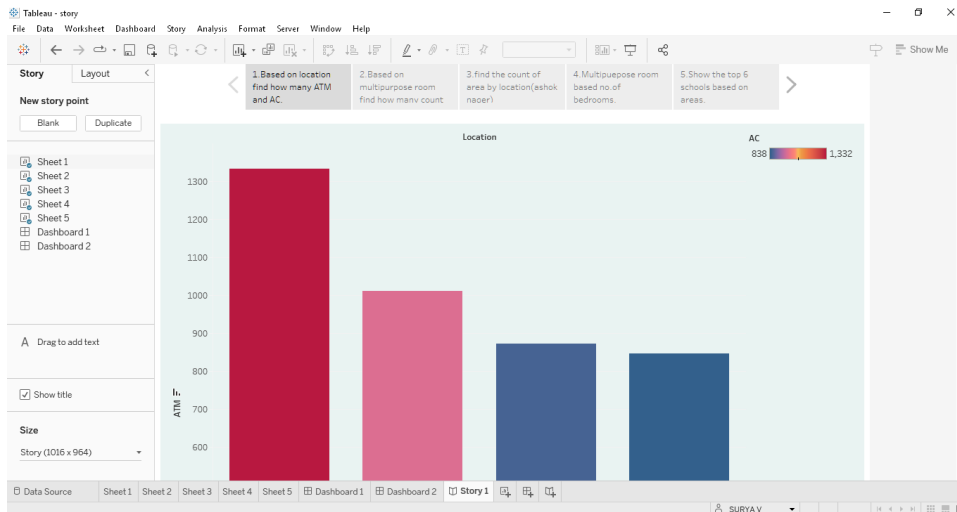 Tableau - story
File Data Worksheet Dashboard Story Analysis Format Server Window Help
Show Me
Story Layout
New story point
Blank Duplicate
Sheet 1
Sheet 2
Sheet 3
Sheet 4
Sheet 5
Dashboard 1
Dashboard 2
A Drag to add text
Show title
Size
Story (1016 x 964)
1.Based on location
find how many ATM
and AC.
2.Based on
multipurpose room
find how many count
3.find the count of
area by location(ashok
nager)
4.Multipuepose room
based no.of
bedrooms.
5.Show the top 6
schools based on
areas.
Location
AC
838 1,332
1300
1200
1100
1000
900
800
700
600
ATM
Data Source Sheet 1 Sheet 2 Sheet 3 Sheet 4 Sheet 5 Dashboard 1 Dashboard 2 Story 1
SURYA V